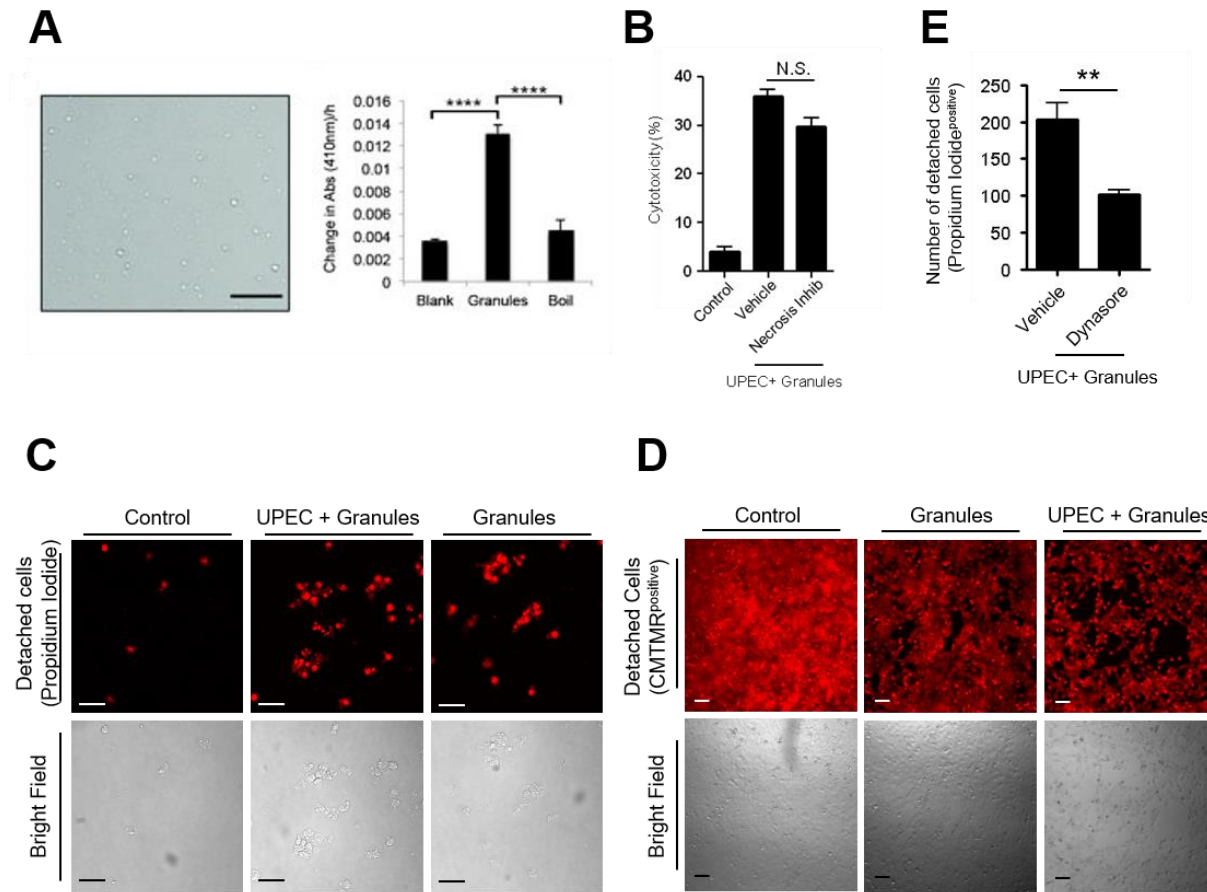 A
Change in Abs (410nm)/h
0.016
0.014
0.012
0.01
0.008
0.006
0.004
0.002
0
****
****
Blank
Granules
Boil
B
Cytotoxicity (%)
40
30
20
10
0
N.S.
Control
Vehicle
Necrosis Inhib
UPEC+ Granules
E
Number of detached cells
(Propidium Iodidepositive)
250
200
150
100
50
0
**
Vehicle
Dynasore
UPEC+ Granules
C
Control
UPEC + Granules
Granules
Detached cells
(Propidium Iodide)
Bright Field
D
Control
Granules
UPEC + Granules
Detached Cells
(CMTMRpositive)
Bright Field